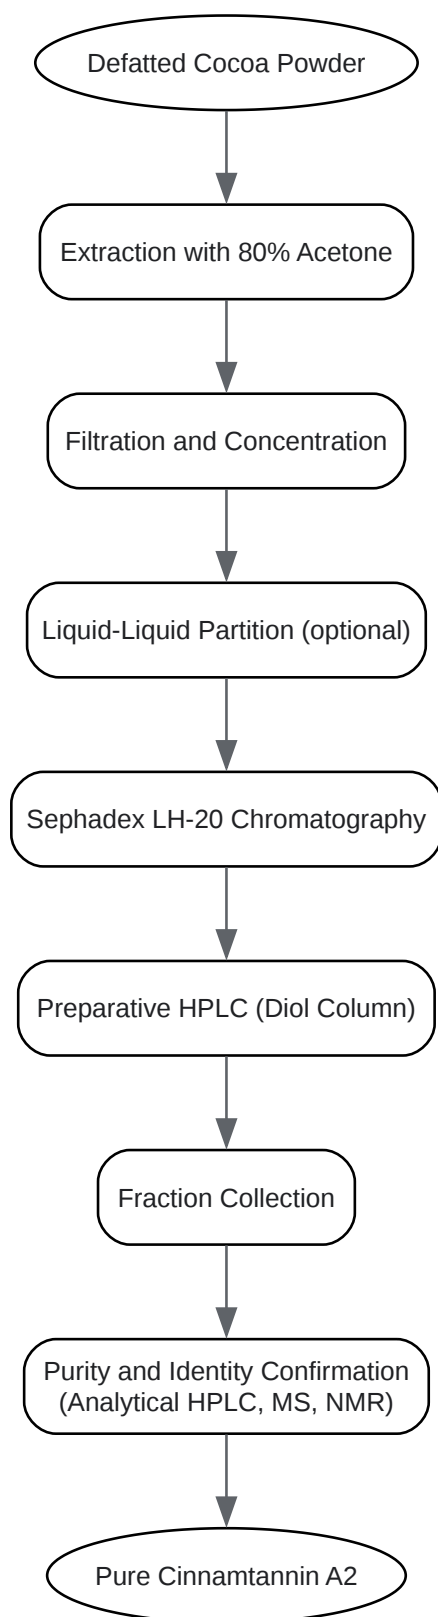 Defatted Cocoa Powder
Extraction with 80% Acetone
Filtration and Concentration
Liquid-Liquid Partition (optional)
Sephadex LH-20 Chromatography
Preparative HPLC (Diol Column)
Fraction Collection
Purity and Identity Confirmation
(Analytical HPLC, MS, NMR)
Pure Cinnamtannin A2